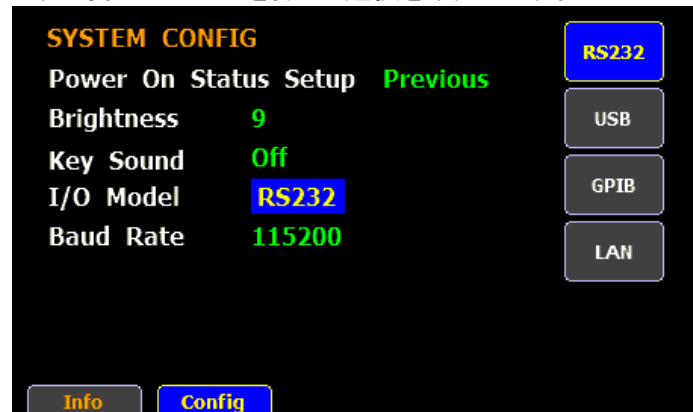 SYSTEM CONFIG
Power On Status Setup Previous
Brightness 9
Key Sound Off
I/O Model RS232
Baud Rate 115200
RS232
USB
GPIB
LAN
Info Config